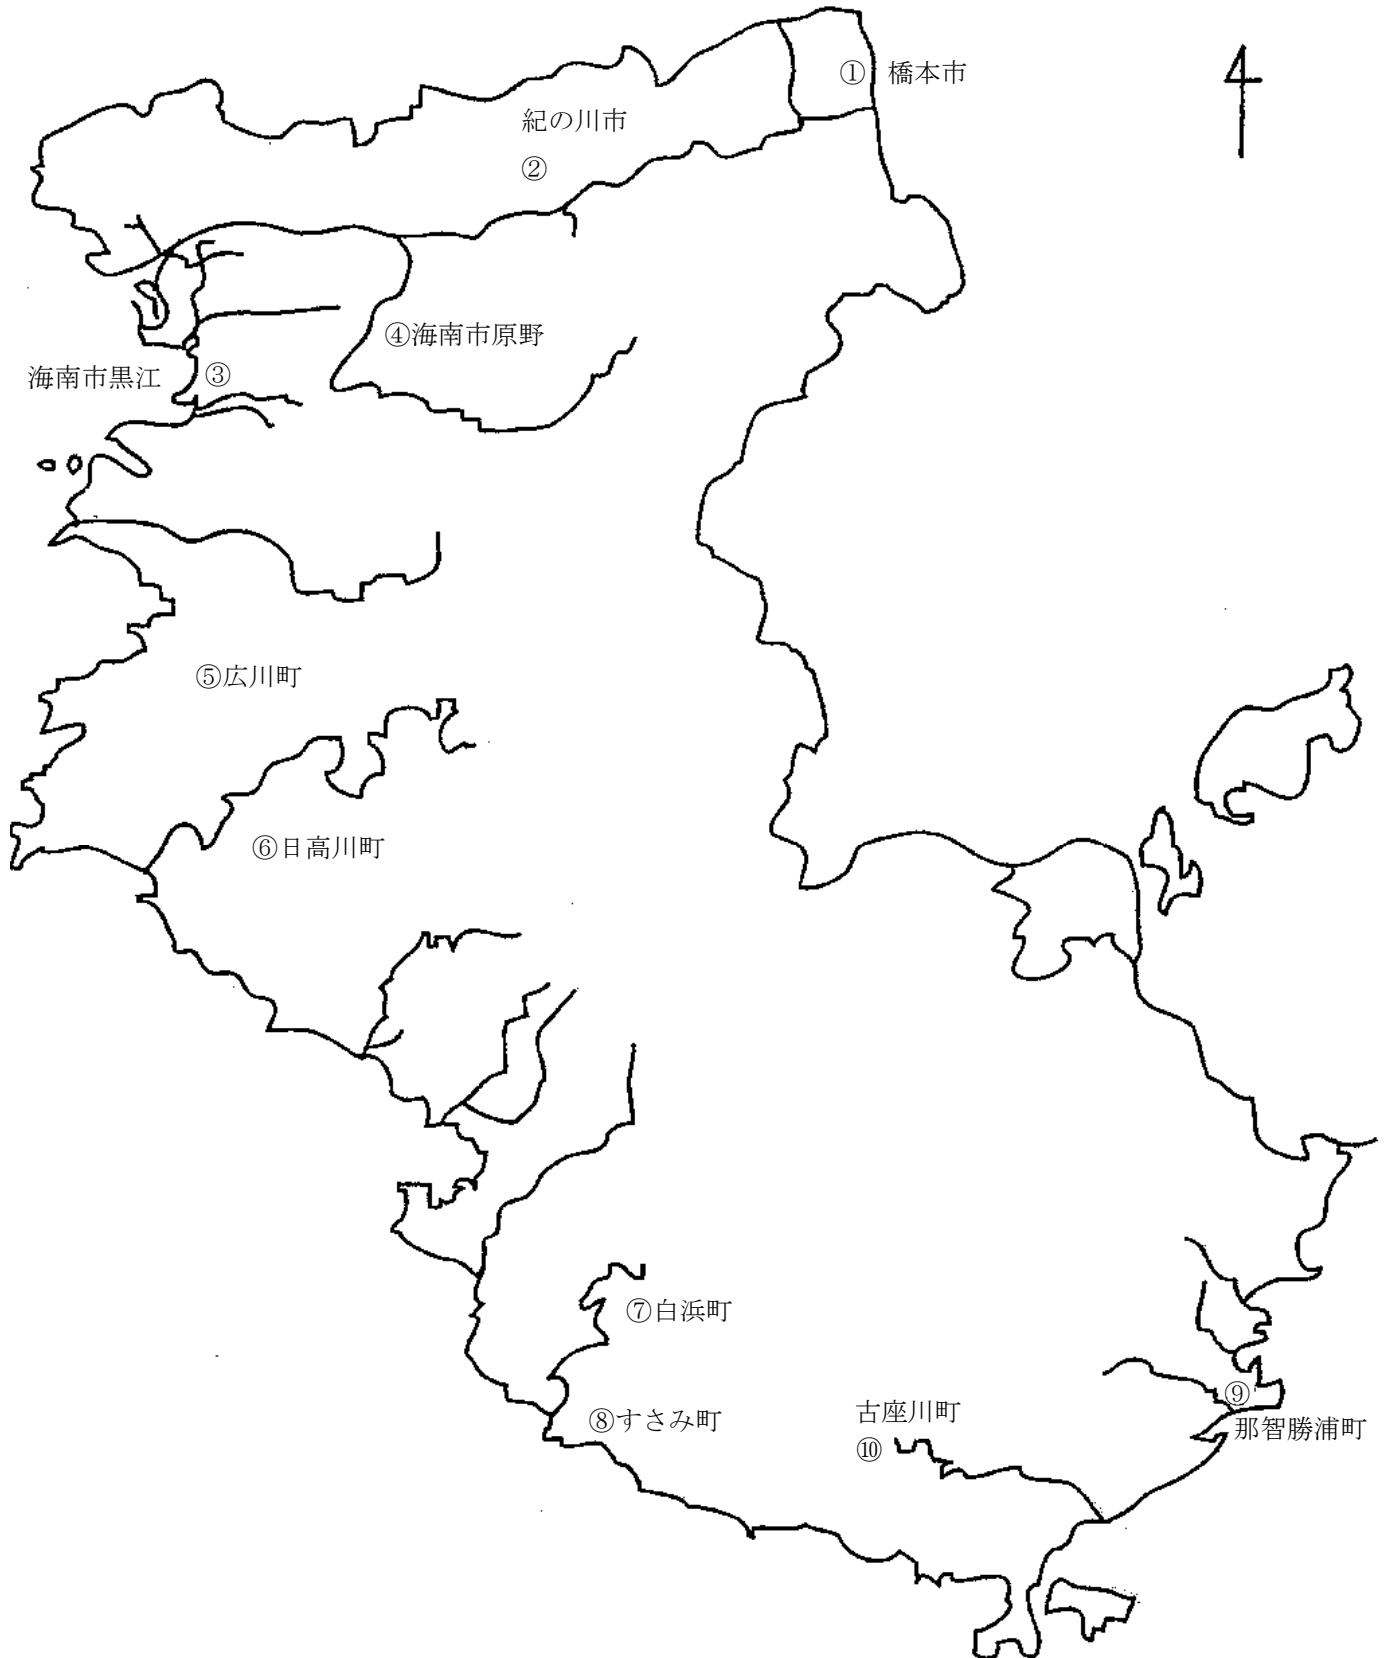 ① 橋本市
紀の川市
②
④海南市原野
海南市黒江 ③
⑤広川町
⑥日高川町
⑦白浜町
⑨
古座川町
⑧すさみ町
那智勝浦町
⑩